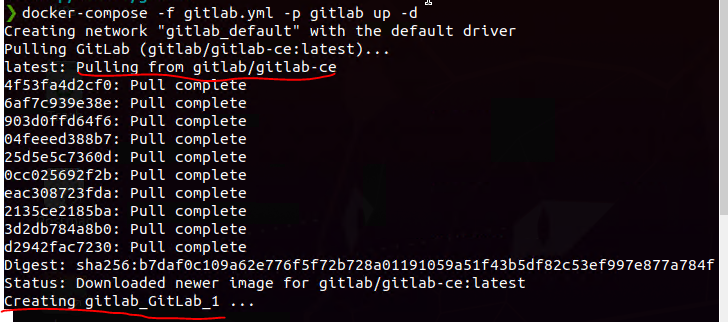 ❯ docker-compose -f gitlab.yml -p gitlab up -d
Creating network "gitlab_default" with the default driver
Pulling GitLab (gitlab/gitlab-ce:latest)...
latest: Pulling from gitlab/gitlab-ce
4f53fa4d2cf0: Pull complete
6af7c939e38e: Pull complete
903d0ffd64f6: Pull complete
04feeed388b7: Pull complete
25d5e5c7360d: Pull complete
0cc025692f2b: Pull complete
eac308723fda: Pull complete
2135ce2185ba: Pull complete
3d2db784a8b0: Pull complete
d2942fac7230: Pull complete
Digest: sha256:b7daf0c109a62e776f5f72b728a01191059a51f43b5df82c53ef997e877a784f
Status: Downloaded newer image for gitlab/gitlab-ce:latest
Creating gitlab_GitLab_1 ...